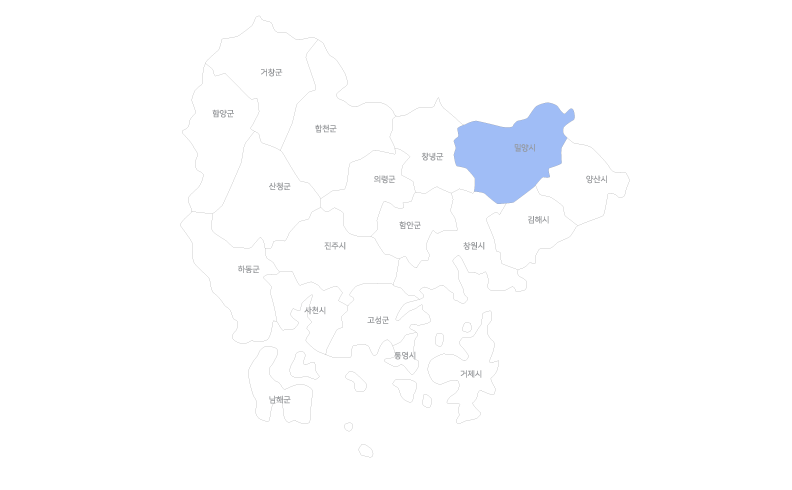 거창군
함양군
합천군
밀양시
창녕군
의령군
양산시
산청군
김해시
함안군
진주시
창원시
하동군
사천시
고성군
통영시
거제시
남해군